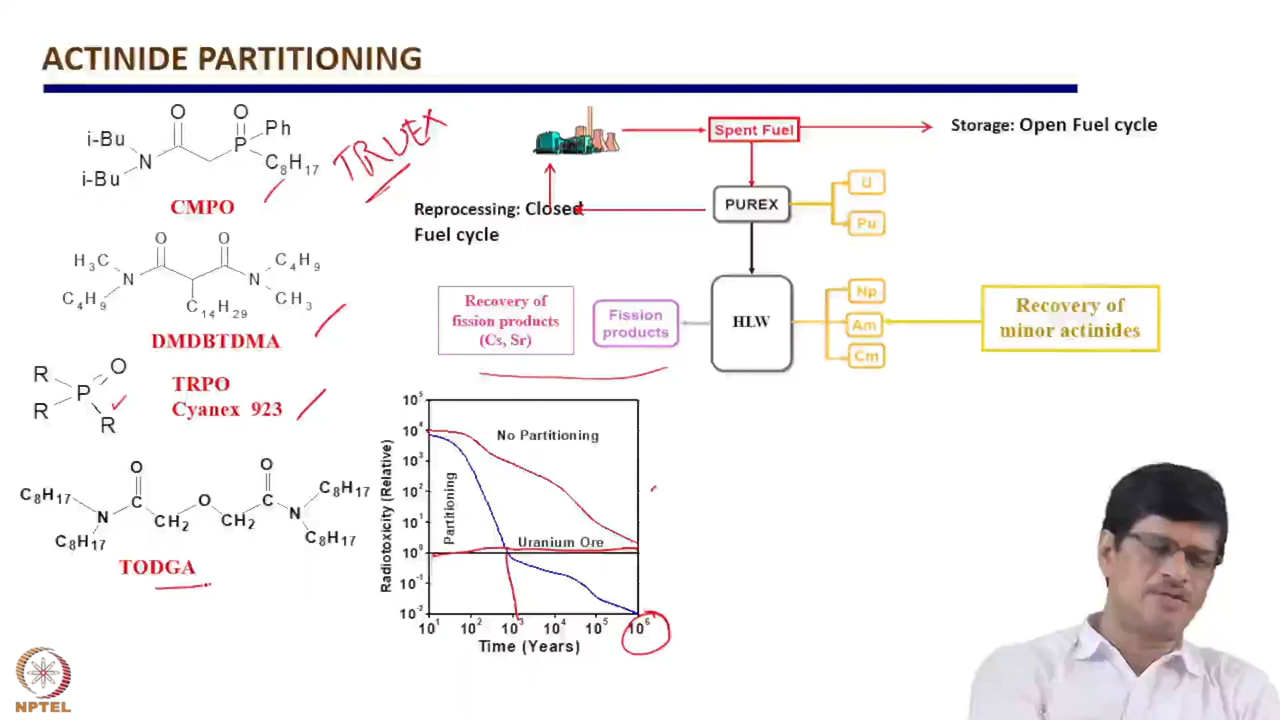 ACTINIDE PARTITIONING
O O
i-Bu Ph
N P
i-Bu C8H17
CMPO
TRUEX
O O
H3C C4H9
N N
C4H9 CH3
C14H29
DMDBTDMA
R O
P
R R
TRPO
Cyanex 923
O O
C8H17 C O C C8H17
N CH2 CH2 N
C8H17 C8H17
TODGA
Spent Fuel
Storage: Open Fuel cycle
PUREX
U
Pu
Reprocessing: Closed
Fuel cycle
Recovery of
fission products
(Cs, Sr)
Fission
products
HLW
Np
Am
Cm
Recovery of
minor actinides
Radiotoxicity (Relative)
10^5
10^4
10^3
10^2
10^1
10^0
10^-1
10^-2
No Partitioning
Partitioning
Uranium Ore
10^1 10^2 10^3 10^4 10^5 10^6
Time (Years)
NPTEL